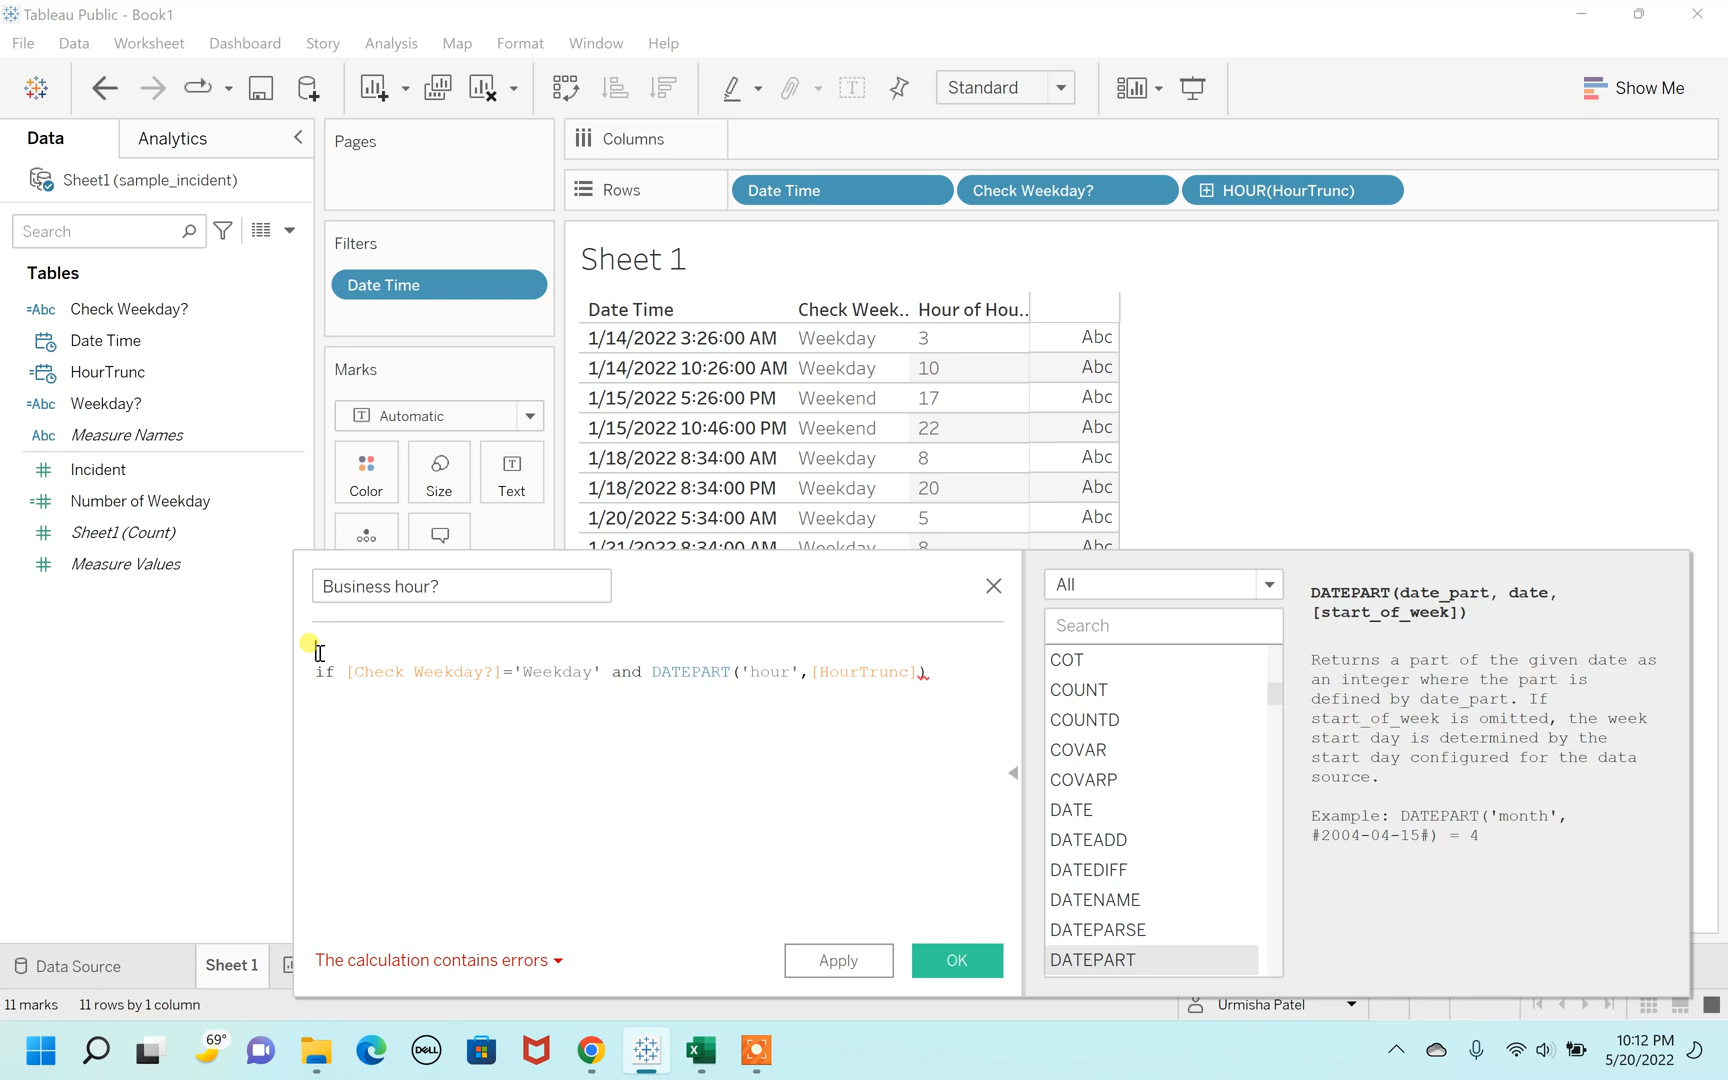 Tableau Public - Book1
File Data Worksheet Dashboard Story Analysis Map Format Window Help
Standard
Show Me
Data
Analytics
Sheet1 (sample_incident)
Search
Tables
Check Weekday?
Date Time
HourTrunc
Weekday?
Measure Names
Incident
Number of Weekday
Sheet1 (Count)
Measure Values
Pages
Filters
Date Time
Marks
Automatic
Color Size Text
Columns
Rows Date Time Check Weekday? HOUR(HourTrunc)
Sheet 1
Date Time Check Week.. Hour of Hou..
1/14/2022 3:26:00 AM Weekday 3 Abc
1/14/2022 10:26:00 AM Weekday 10 Abc
1/15/2022 5:26:00 PM Weekend 17 Abc
1/15/2022 10:46:00 PM Weekend 22 Abc
1/18/2022 8:34:00 AM Weekday 8 Abc
1/18/2022 8:34:00 PM Weekday 20 Abc
1/20/2022 5:34:00 AM Weekday 5 Abc
1/21/2022 8:34:00 AM Weekday 8 Abc
Business hour?
if [Check Weekday?]='Weekday' and DATEPART('hour',[HourTrunc])
The calculation contains errors
Apply
OK
All
Search
COT
COUNT
COUNTD
COVAR
COVARP
DATE
DATEADD
DATEDIFF
DATENAME
DATEPARSE
DATEPART
DATEPART(date_part, date,
[start_of_week])
Returns a part of the given date as
an integer where the part is
defined by date_part. If
start_of_week is omitted, the week
start day is determined by the
start day configured for the data
source.
Example: DATEPART('month',
#2004-04-15#) = 4
Data Source
Sheet 1
11 marks 11 rows by 1 column
Urmisha Patel
69°
DELL
10:12 PM
5/20/2022